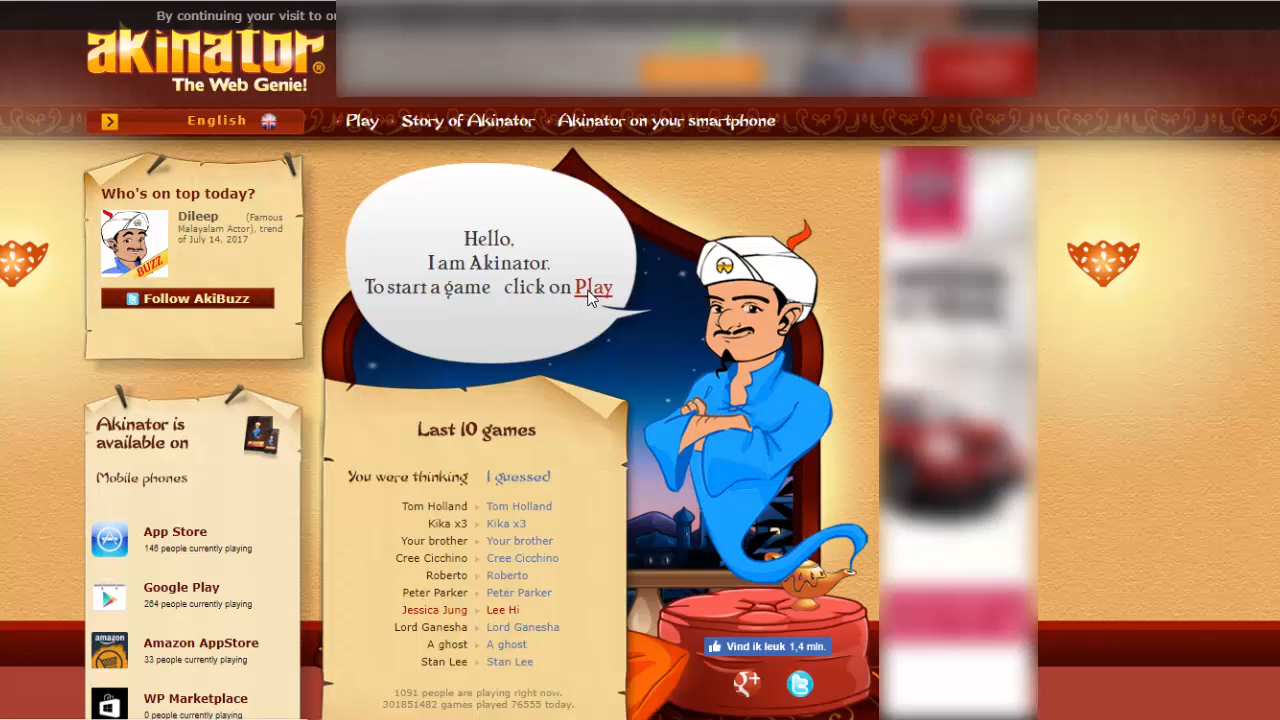 By continuing your visit to ou
akinator®
The Web Genie!
English
· Play · Story of Akinator · Akinator on your smartphone
Who's on top today?
Dileep (Famous
Malayalam Actor), trend
of July 14. 2017
BUZZ
Follow AkiBuzz
Hello,
I am Akinator.
To start a game click on Play
Akinator is
available on
Mobile phones
App Store
146 people currently playing
Google Play
264 people currently playing
amazon
Amazon AppStore
33 people currently playing
WP Marketplace
0 people currently playing
Last 10 games
You were thinking I guessed
Tom Holland Tom Holland
Kika x3 Kika x3
Your brother Your brother
Cree Cicchino Cree Cicchino
Roberto Roberto
Peter Parker Peter Parker
Jessica Jung Lee Hi
Lord Ganesha Lord Ganesha
A ghost A ghost
Stan Lee Stan Lee
1091 people are playing right now.
301851482 games played 76555 today.
Vind ik leuk 1,4 mln.
g+